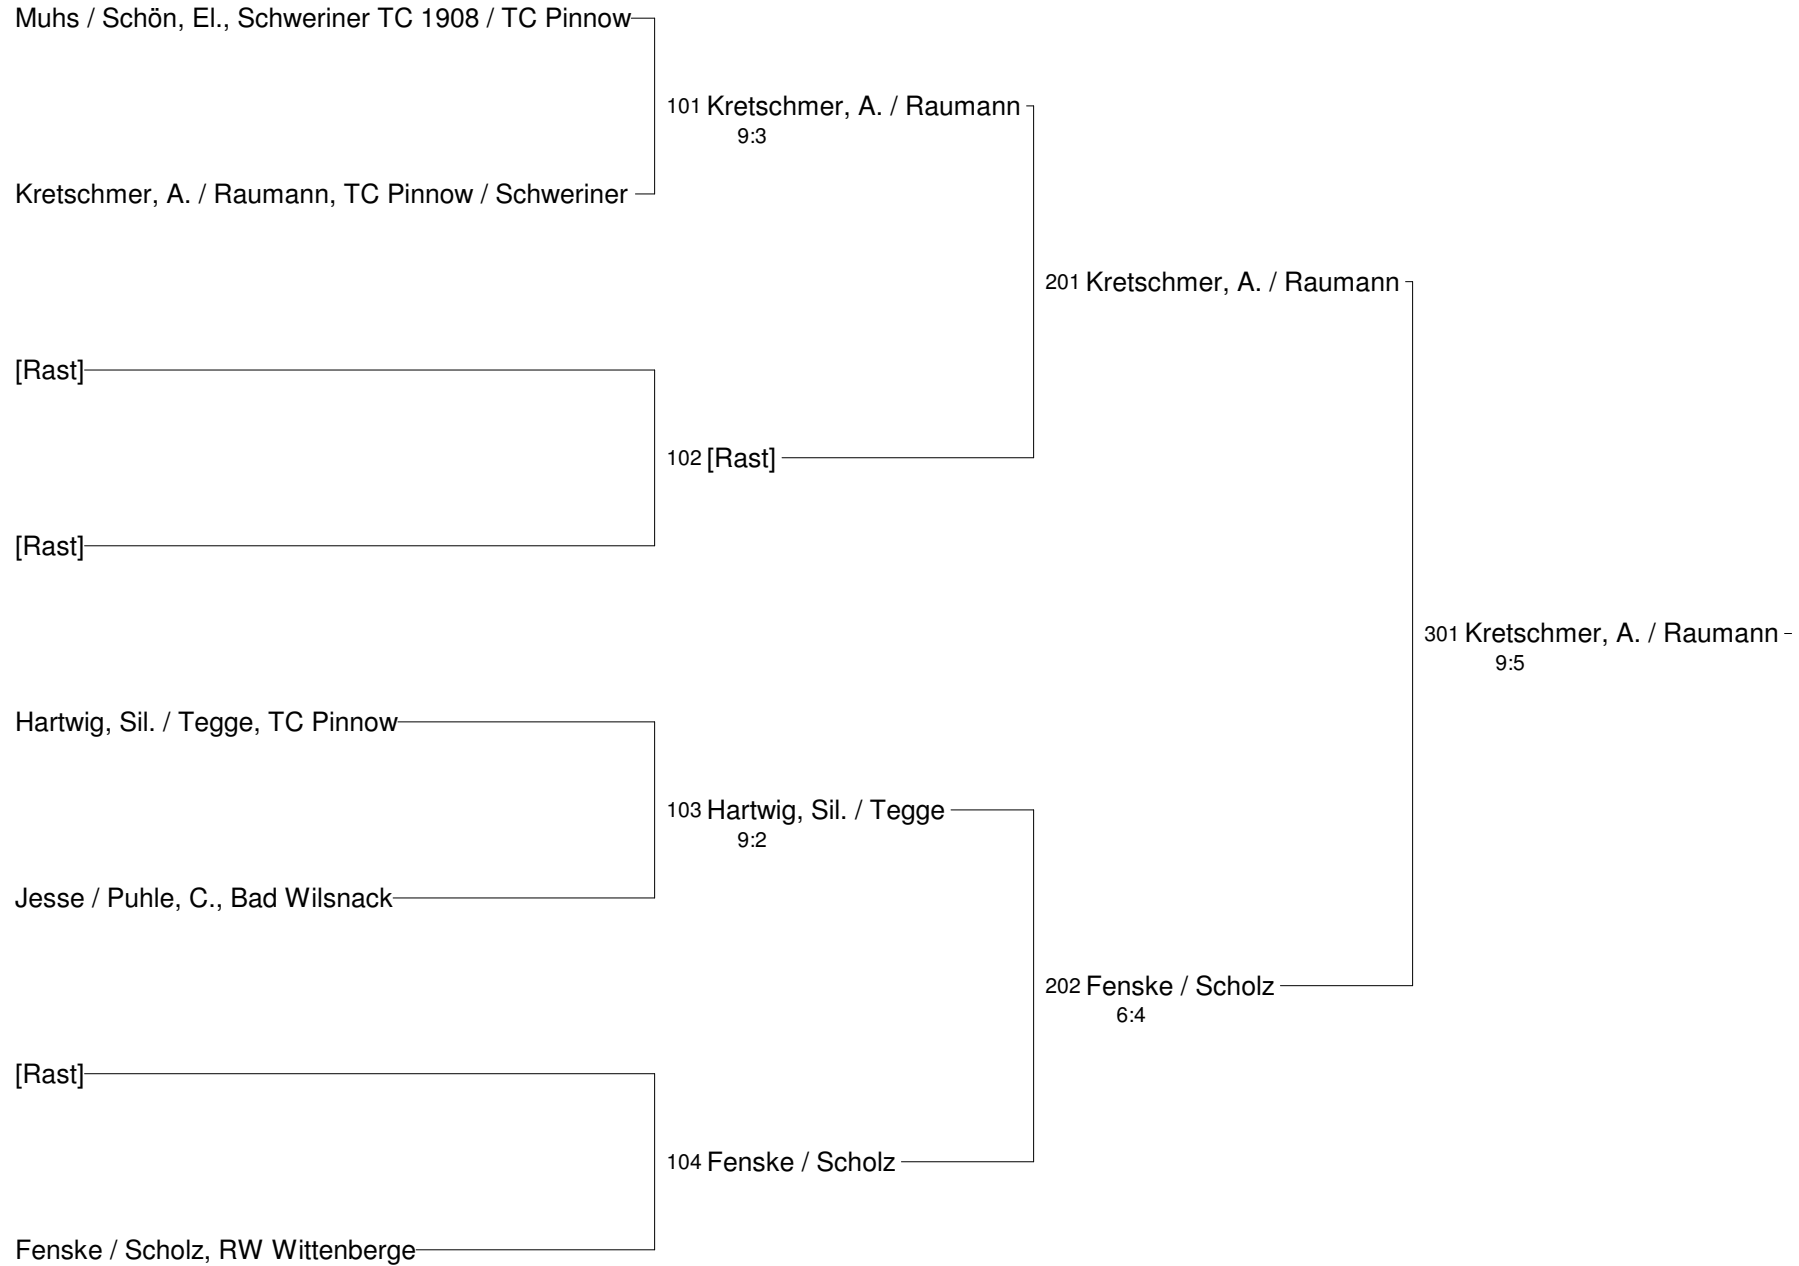 Muhs / Schön, El., Schweriner TC 1908 / TC Pinnow
101 Kretschmer, A. / Raumann
9:3
Kretschmer, A. / Raumann, TC Pinnow / Schweriner
201 Kretschmer, A. / Raumann
[Rast]
102 [Rast]
[Rast]
301 Kretschmer, A. / Raumann
9:5
Hartwig, Sil. / Tegge, TC Pinnow
103 Hartwig, Sil. / Tegge
9:2
Jesse / Puhle, C., Bad Wilsnack
202 Fenske / Scholz
6:4
[Rast]
104 Fenske / Scholz
Fenske / Scholz, RW Wittenberge